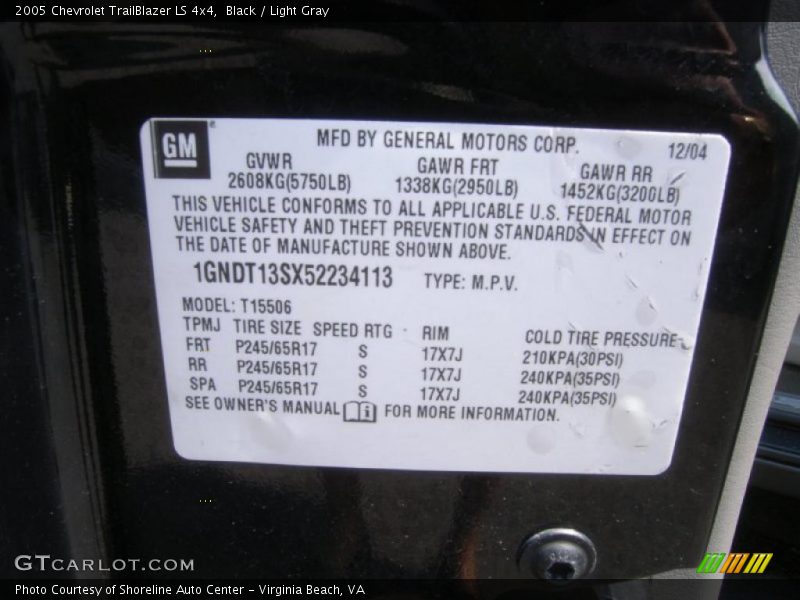 2005 Chevrolet TrailBlazer LS 4x4, Black / Light Gray
GM
MFD BY GENERAL MOTORS CORP. 12/04
GVWR GAWR FRT GAWR RR
2608KG(5750LB) 1338KG(2950LB) 1452KG(3200LB)
THIS VEHICLE CONFORMS TO ALL APPLICABLE U.S. FEDERAL MOTOR
VEHICLE SAFETY AND THEFT PREVENTION STANDARDS IN EFFECT ON
THE DATE OF MANUFACTURE SHOWN ABOVE.
1GNDT13SX52234113 TYPE: M.P.V.
MODEL: T15506
TPMJ TIRE SIZE SPEED RTG RIM COLD TIRE PRESSURE
FRT P245/65R17 S 17X7J 210KPA(30PSI)
RR P245/65R17 S 17X7J 240KPA(35PSI)
SPA P245/65R17 S 17X7J 240KPA(35PSI)
SEE OWNER'S MANUAL i FOR MORE INFORMATION.
GTCARLOT.COM
Photo Courtesy of Shoreline Auto Center - Virginia Beach, VA